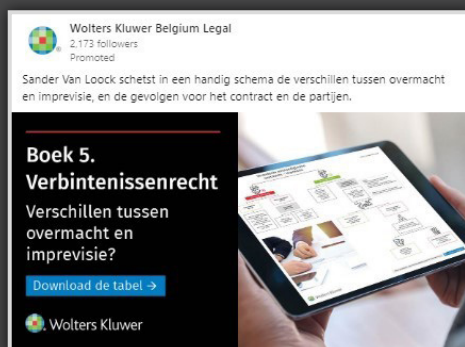 Wolters Kluwer Belgium Legal
2,173 followers
Promoted
Sander Van Loock schetst in een handig schema de verschillen tussen overmacht
en imprevisie, en de gevolgen voor het contract en de partijen.
Boek 5.
Verbintenissenrecht
Verschillen tussen
overmacht en
imprevisie?
Download de tabel →
Wolters Kluwer